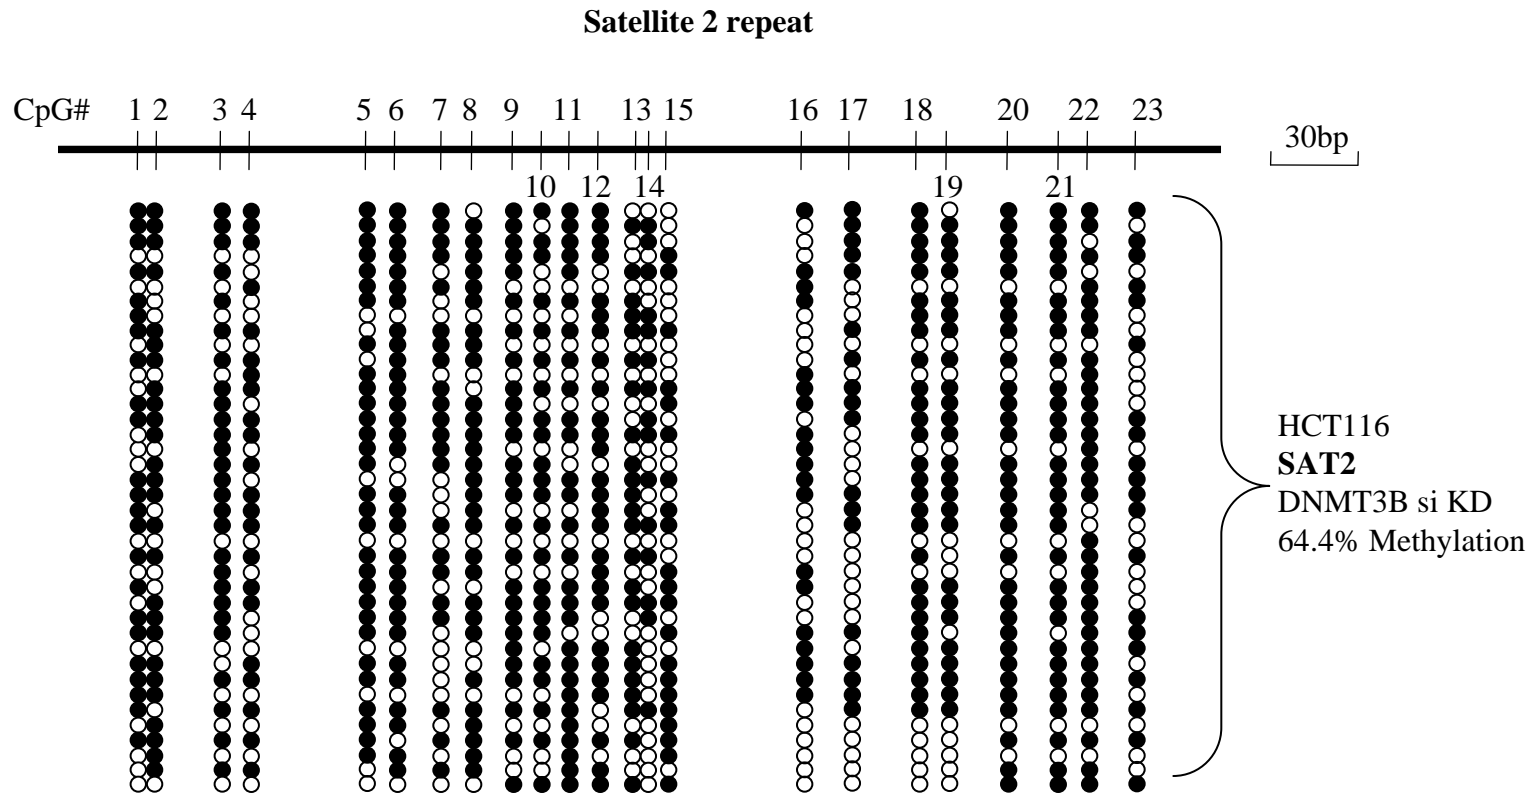 Satellite 2 repeat
CpG# 1 2 3 4 5 6 7 8 9 11 13 15 16 17 18 20 22 23
30bp
10 12 14 19 21
HCT116
SAT2
DNMT3B si KD
64.4% Methylation